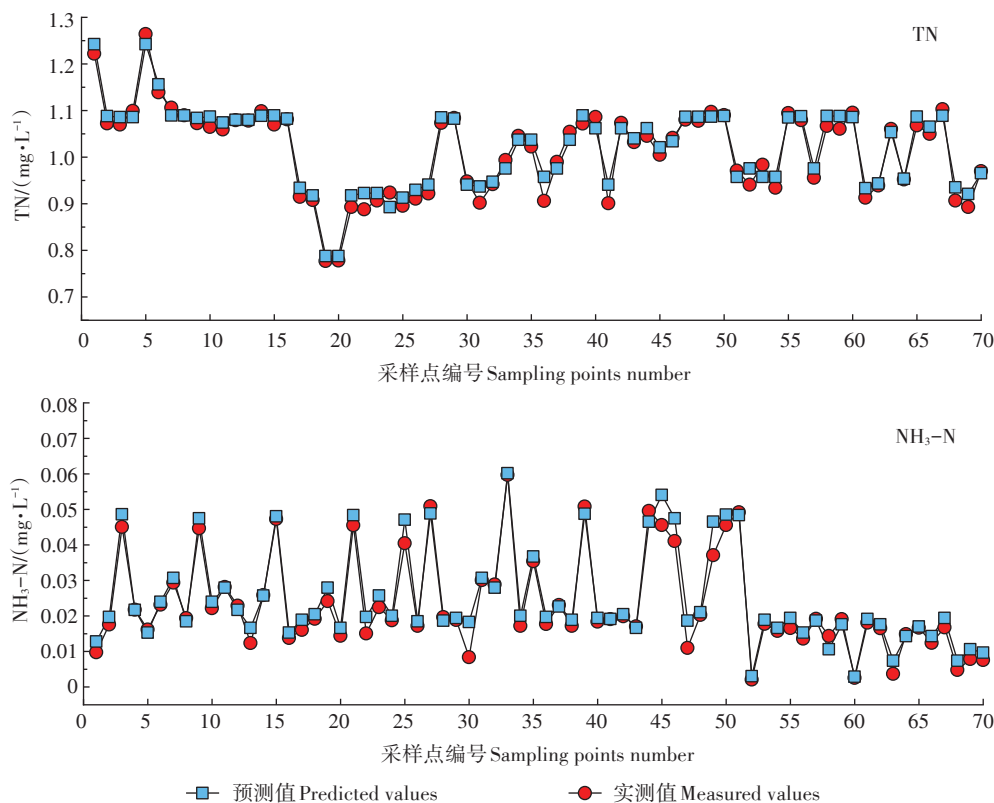 TN
1.3
1.2
1.1
1.0
0.9
0.8
0.7
TN/(mg·L⁻¹)
0 5 10 15 20 25 30 35 40 45 50 55 60 65 70
采样点编号 Sampling points number
NH₃-N
0.08
0.07
0.06
0.05
0.04
0.03
0.02
0.01
0
NH₃-N/(mg·L⁻¹)
0 5 10 15 20 25 30 35 40 45 50 55 60 65 70
采样点编号 Sampling points number
预测值 Predicted values 实测值 Measured values